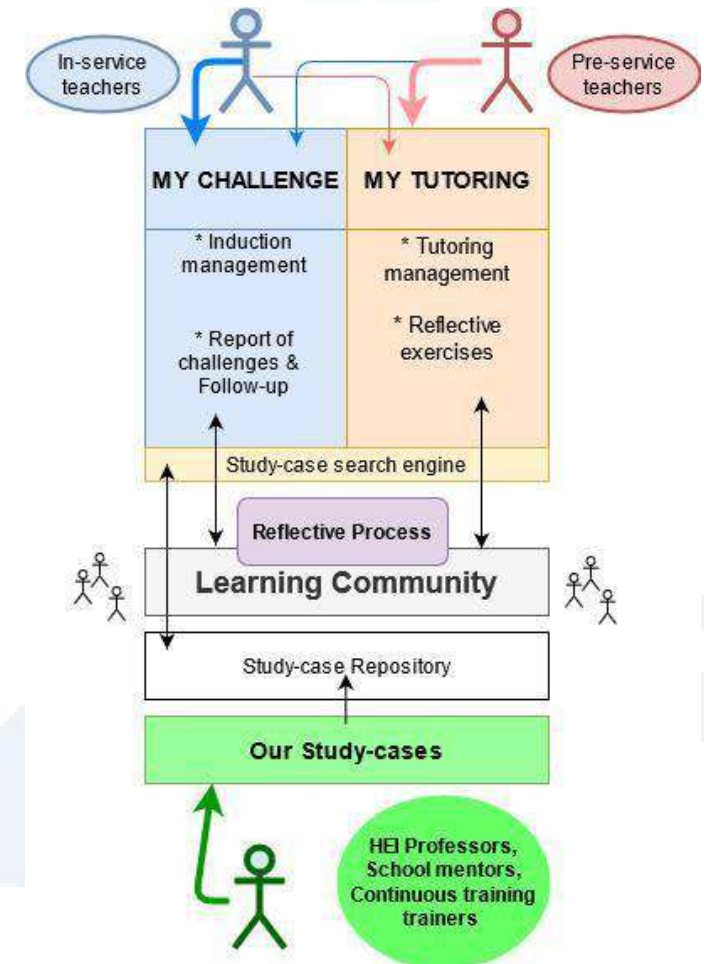 In-service
teachers
Pre-service
teachers
MY CHALLENGE
MY TUTORING
* Induction
management
* Report of
challenges &
Follow-up
* Tutoring
management
* Reflective
exercises
Study-case search engine
Reflective Process
Learning Community
Study-case Repository
Our Study-cases
HEI Professors,
School mentors,
Continuous training
trainers